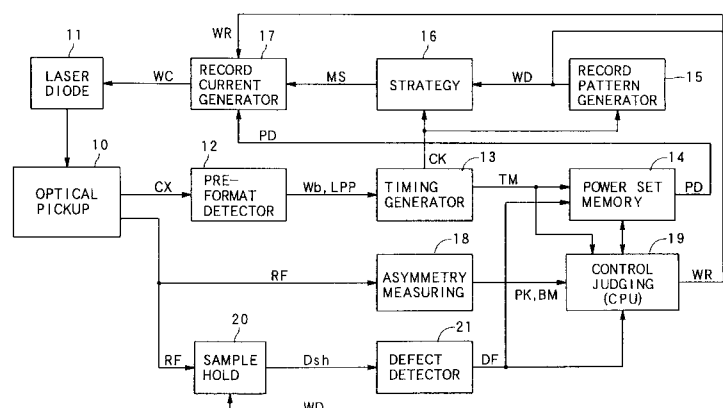 WR
11
17
16
LASER
DIODE
WC
RECORD
CURRENT
GENERATOR
MS
STRATEGY
WD
RECORD
PATTERN
GENERATOR
15
PD
10
12
CK
13
TM
14
OPTICAL
PICKUP
CX
PRE-
FORMAT
DETECTOR
Wb, LPP
TIMING
GENERATOR
POWER SET
MEMORY
PD
18
19
RF
ASYMMETRY
MEASURING
PK, BM
CONTROL
JUDGING
(CPU)
WR
20
21
RF
SAMPLE
HOLD
Dsh
DEFECT
DETECTOR
DF
WD